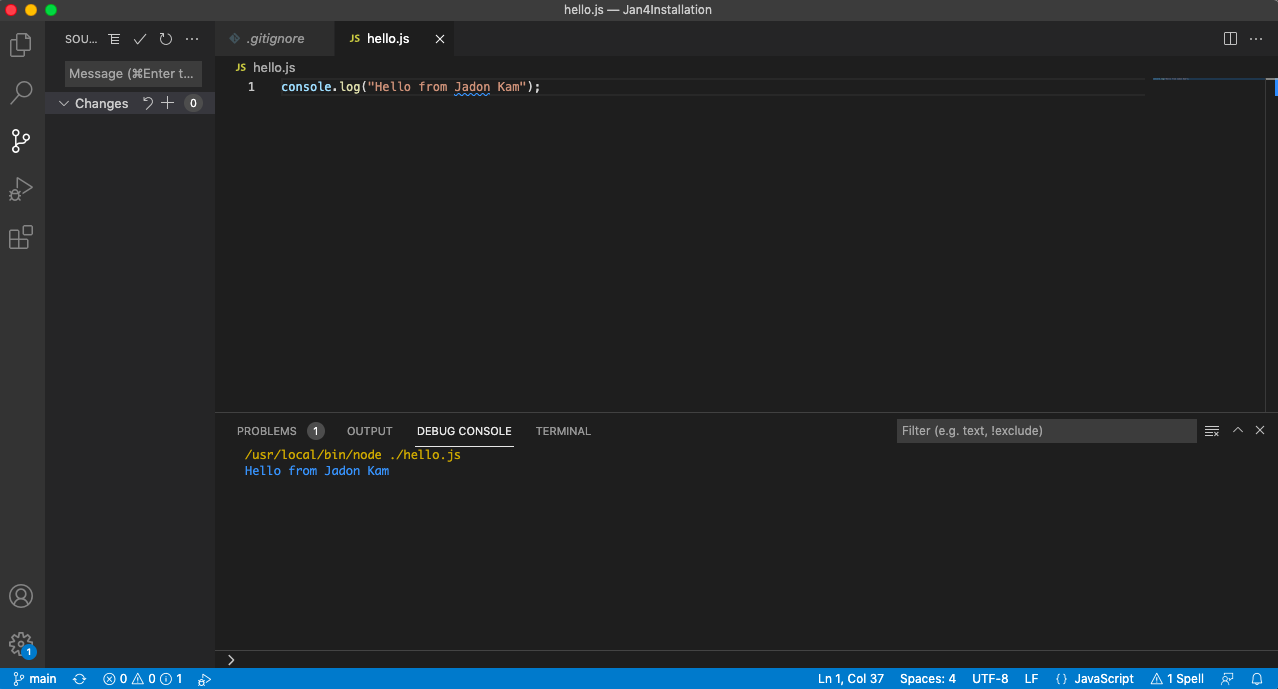 hello.js — Jan4Installation
SOU...
.gitignore
JS hello.js
Message (⌘Enter t...
Changes 0
JS hello.js
1 console.log("Hello from Jadon Kam");
PROBLEMS 1 OUTPUT DEBUG CONSOLE TERMINAL
Filter (e.g. text, !exclude)
/usr/local/bin/node ./hello.js
Hello from Jadon Kam
1
main 0 0 1
Ln 1, Col 37 Spaces: 4 UTF-8 LF {} JavaScript 1 Spell